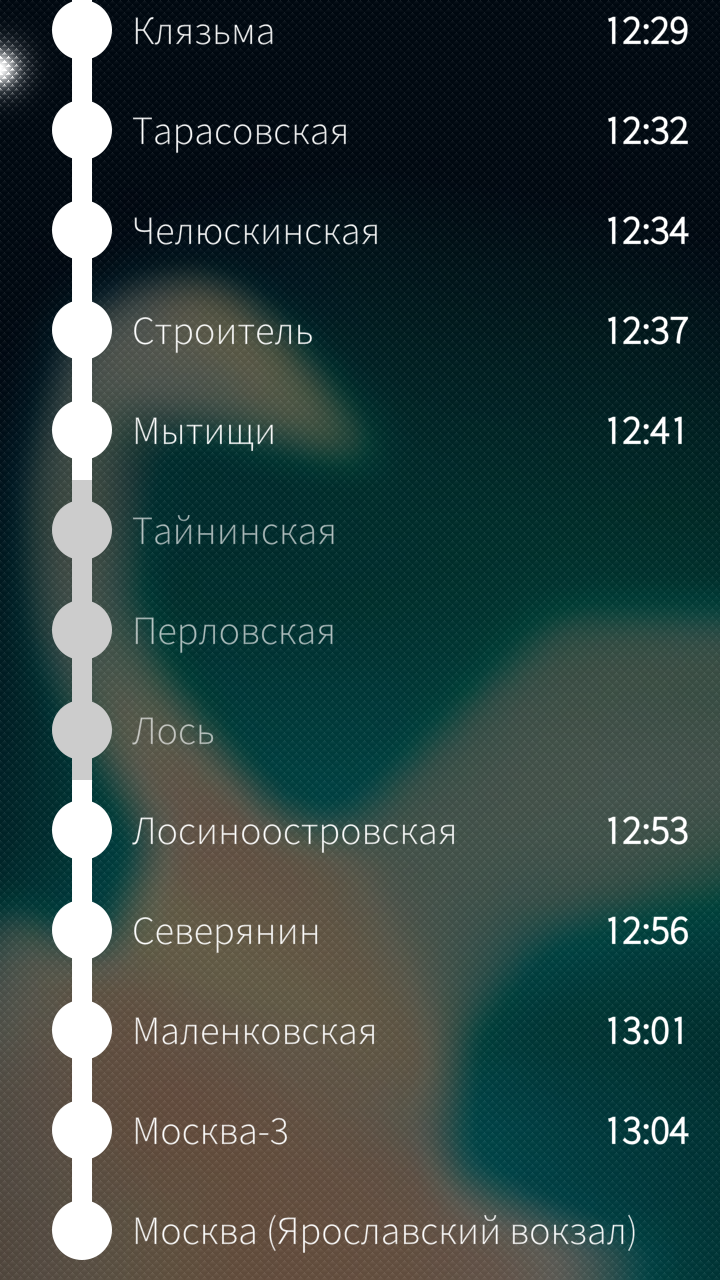 Клязьма 12:29
Тарасовская 12:32
Челюскинская 12:34
Строитель 12:37
Мытищи 12:41
Тайнинская
Перловская
Лось
Лосиноостровская 12:53
Северянин 12:56
Маленковская 13:01
Москва-3 13:04
Москва (Ярославский вокзал)